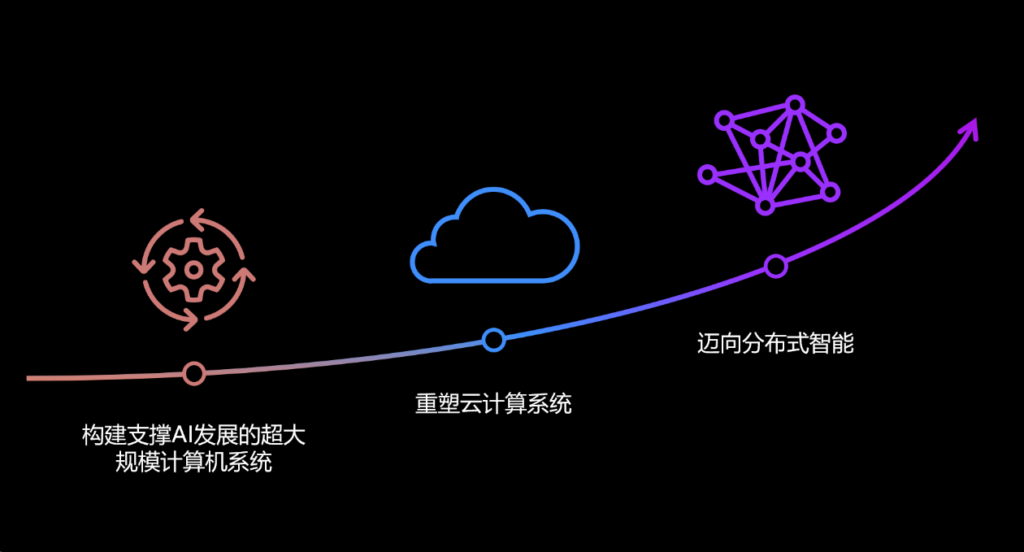 构建支撑AI发展的超大
规模计算机系统
重塑云计算系统
迈向分布式智能